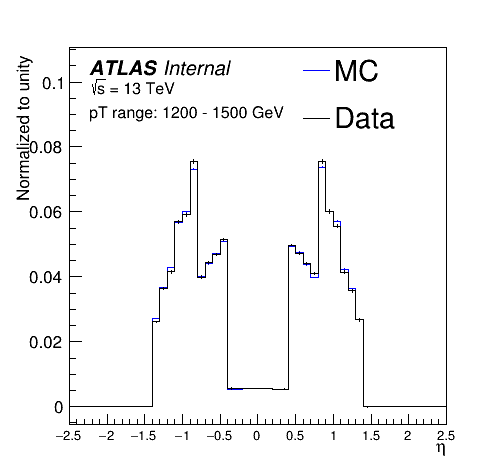 ATLAS Internal
√s = 13 TeV
pT range: 1200 - 1500 GeV
MC
Data
Normalized to unity
0.1
0.08
0.06
0.04
0.02
0
−2.5 −2 −1.5 −1 −0.5 0 0.5 1 1.5 2 2.5
η